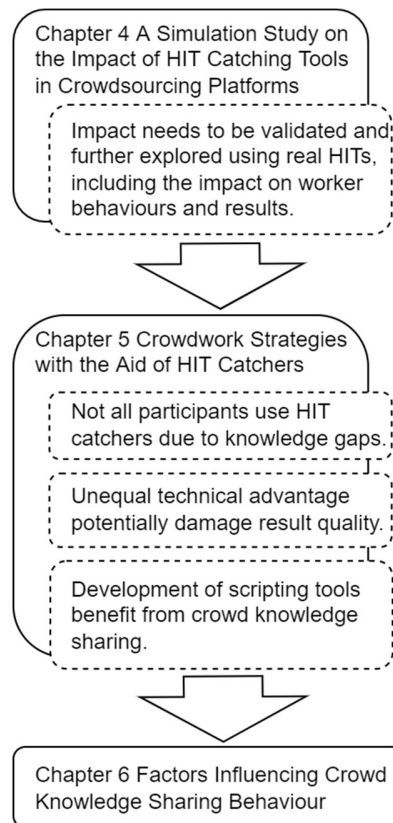 Chapter 4 A Simulation Study on
the Impact of HIT Catching Tools
in Crowdsourcing Platforms
Impact needs to be validated and
further explored using real HITs,
including the impact on worker
behaviours and results.
Chapter 5 Crowdwork Strategies
with the Aid of HIT Catchers
Not all participants use HIT
catchers due to knowledge gaps.
Unequal technical advantage
potentially damage result quality.
Development of scripting tools
benefit from crowd knowledge
sharing.
Chapter 6 Factors Influencing Crowd
Knowledge Sharing Behaviour